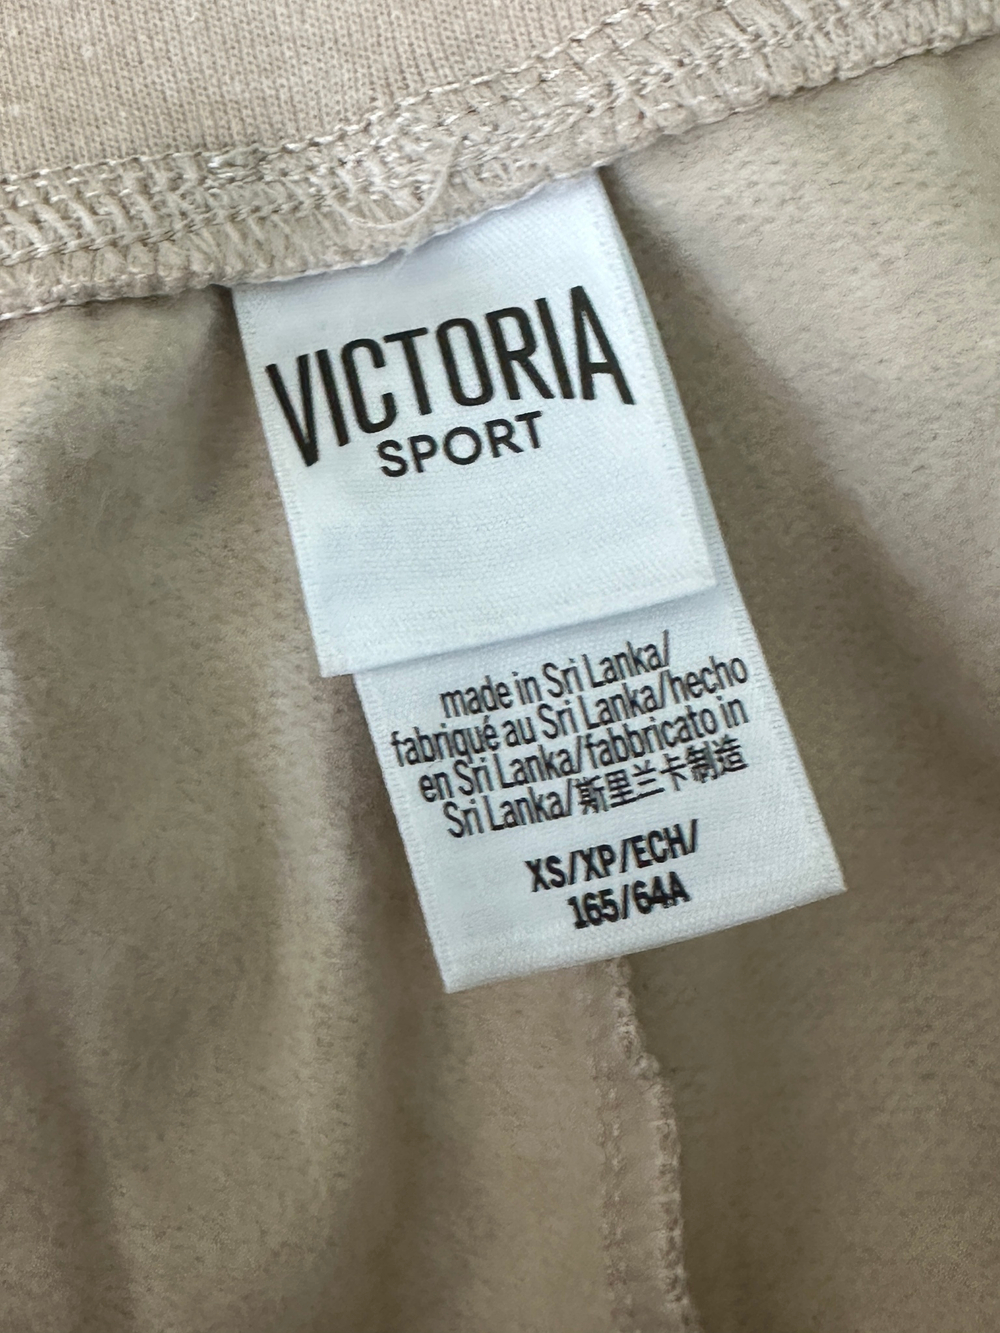 VICTORIA
SPORT
made in Sri Lanka/
fabriqué au Sri Lanka/hecho
en Sri Lanka/fabbricato in
Sri Lanka/斯里兰卡制造
XS/XP/ECH/
165/64A